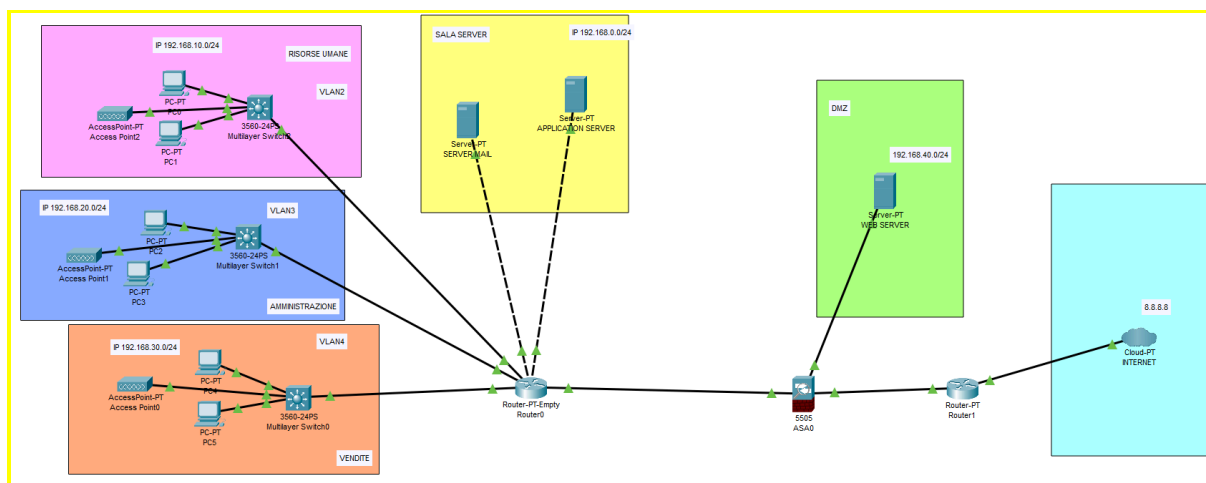 IP 192.168.10.0/24
RISORSE UMANE
VLAN2
PC-PT
PC0
AccessPoint-PT
Access Point2
PC-PT
PC1
3560-24PS
Multilayer Switch2
IP 192.168.20.0/24
VLAN3
PC-PT
PC2
AccessPoint-PT
Access Point1
PC-PT
PC3
3560-24PS
Multilayer Switch1
AMMINISTRAZIONE
IP 192.168.30.0/24
VLAN4
PC-PT
PC4
AccessPoint-PT
Access Point0
PC-PT
PC5
3560-24PS
Multilayer Switch0
VENDITE
SALA SERVER
IP 192.168.0.0/24
Server-PT
SERVER MAIL
Server-PT
APPLICATION SERVER
Router-PT-Empty
Router0
DMZ
192.168.40.0/24
Server-PT
WEB SERVER
5505
ASA0
Router-PT
Router1
8.8.8.8
Cloud-PT
INTERNET